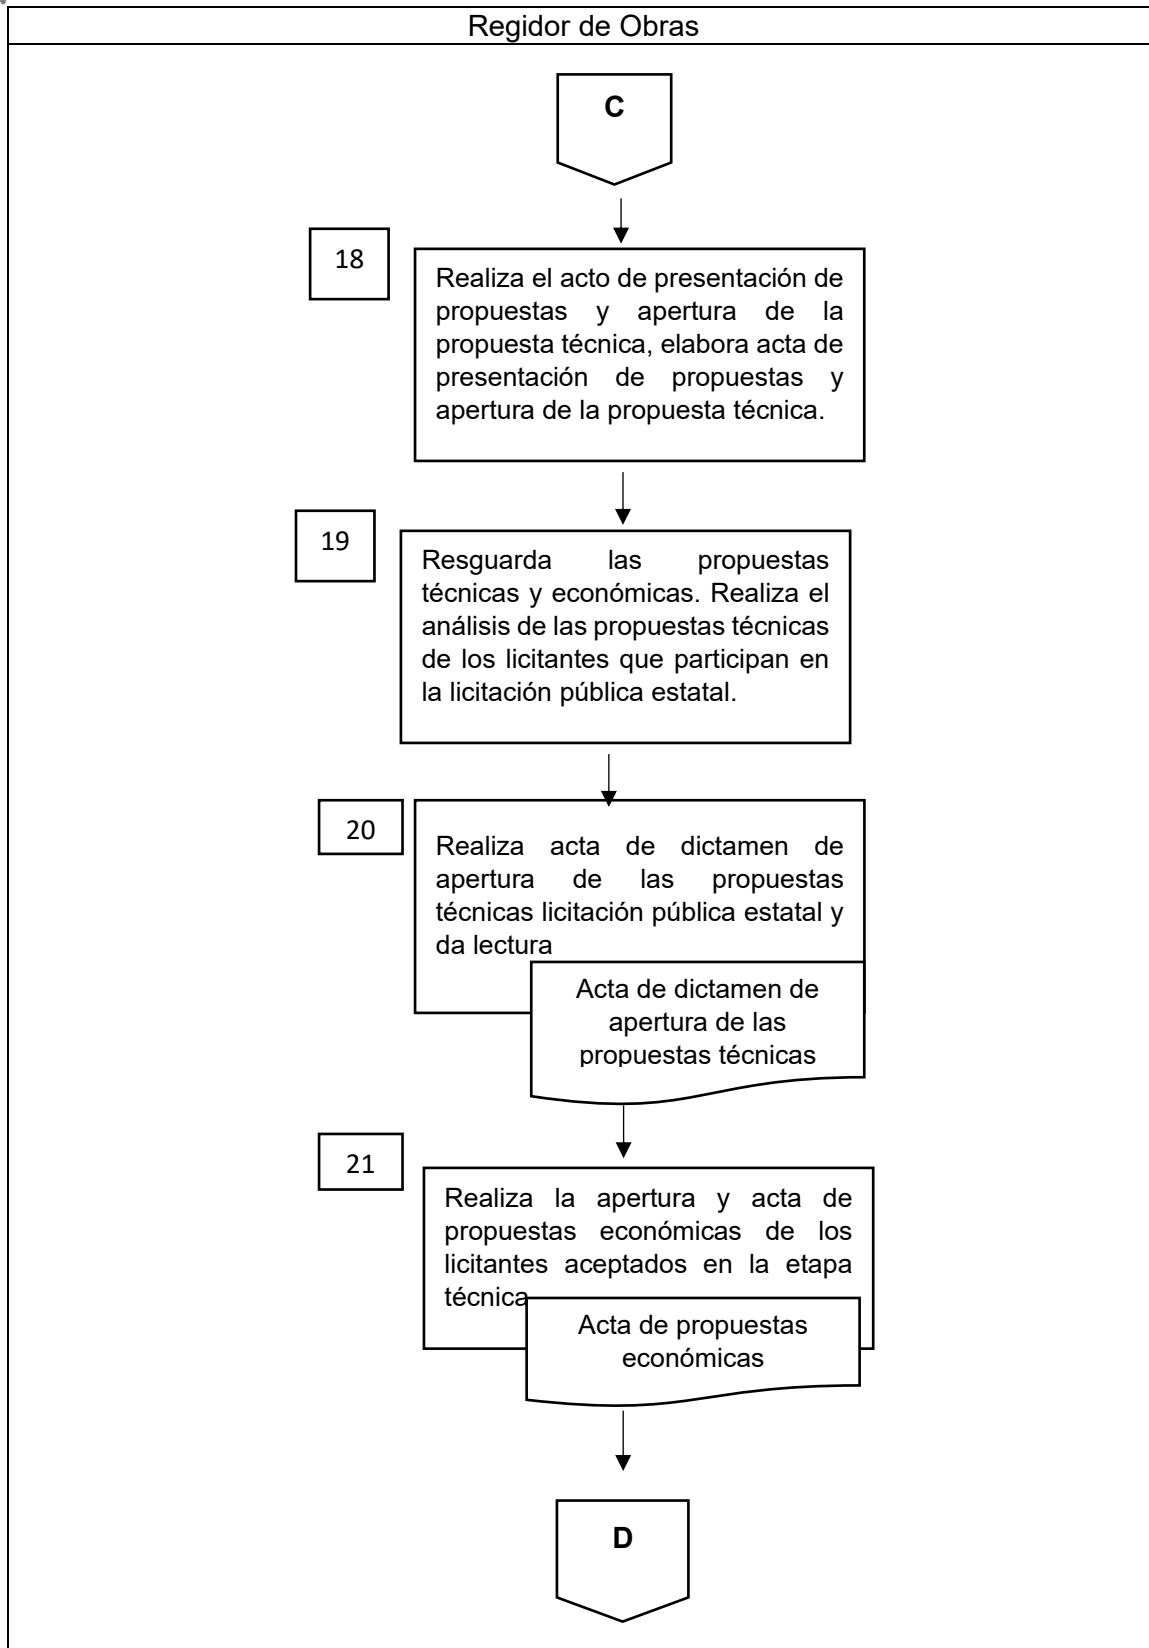 Regidor de Obras
C
18
Realiza el acto de presentación de
propuestas y apertura de la
propuesta técnica, elabora acta de
presentación de propuestas y
apertura de la propuesta técnica.
19
Resguarda las propuestas
técnicas y económicas. Realiza el
análisis de las propuestas técnicas
de los licitantes que participan en
la licitación pública estatal.
20
Realiza acta de dictamen de
apertura de las propuestas
técnicas licitación pública estatal y
da lectura
Acta de dictamen de
apertura de las
propuestas técnicas
21
Realiza la apertura y acta de
propuestas económicas de los
licitantes aceptados en la etapa
técnica
Acta de propuestas
económicas
D